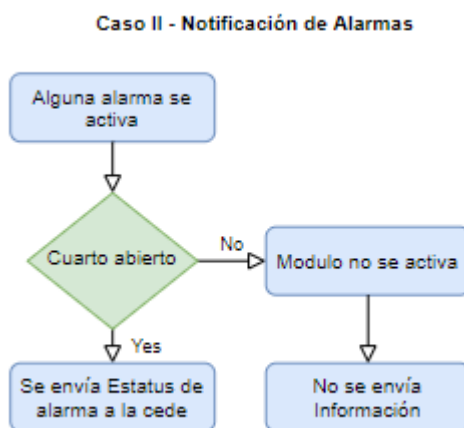 Caso II - Notificación de Alarmas
Alguna alarma se
activa
Cuarto abierto
No
Modulo no se activa
Yes
Se envía Estatus de
alarma a la cede
No se envía
Información